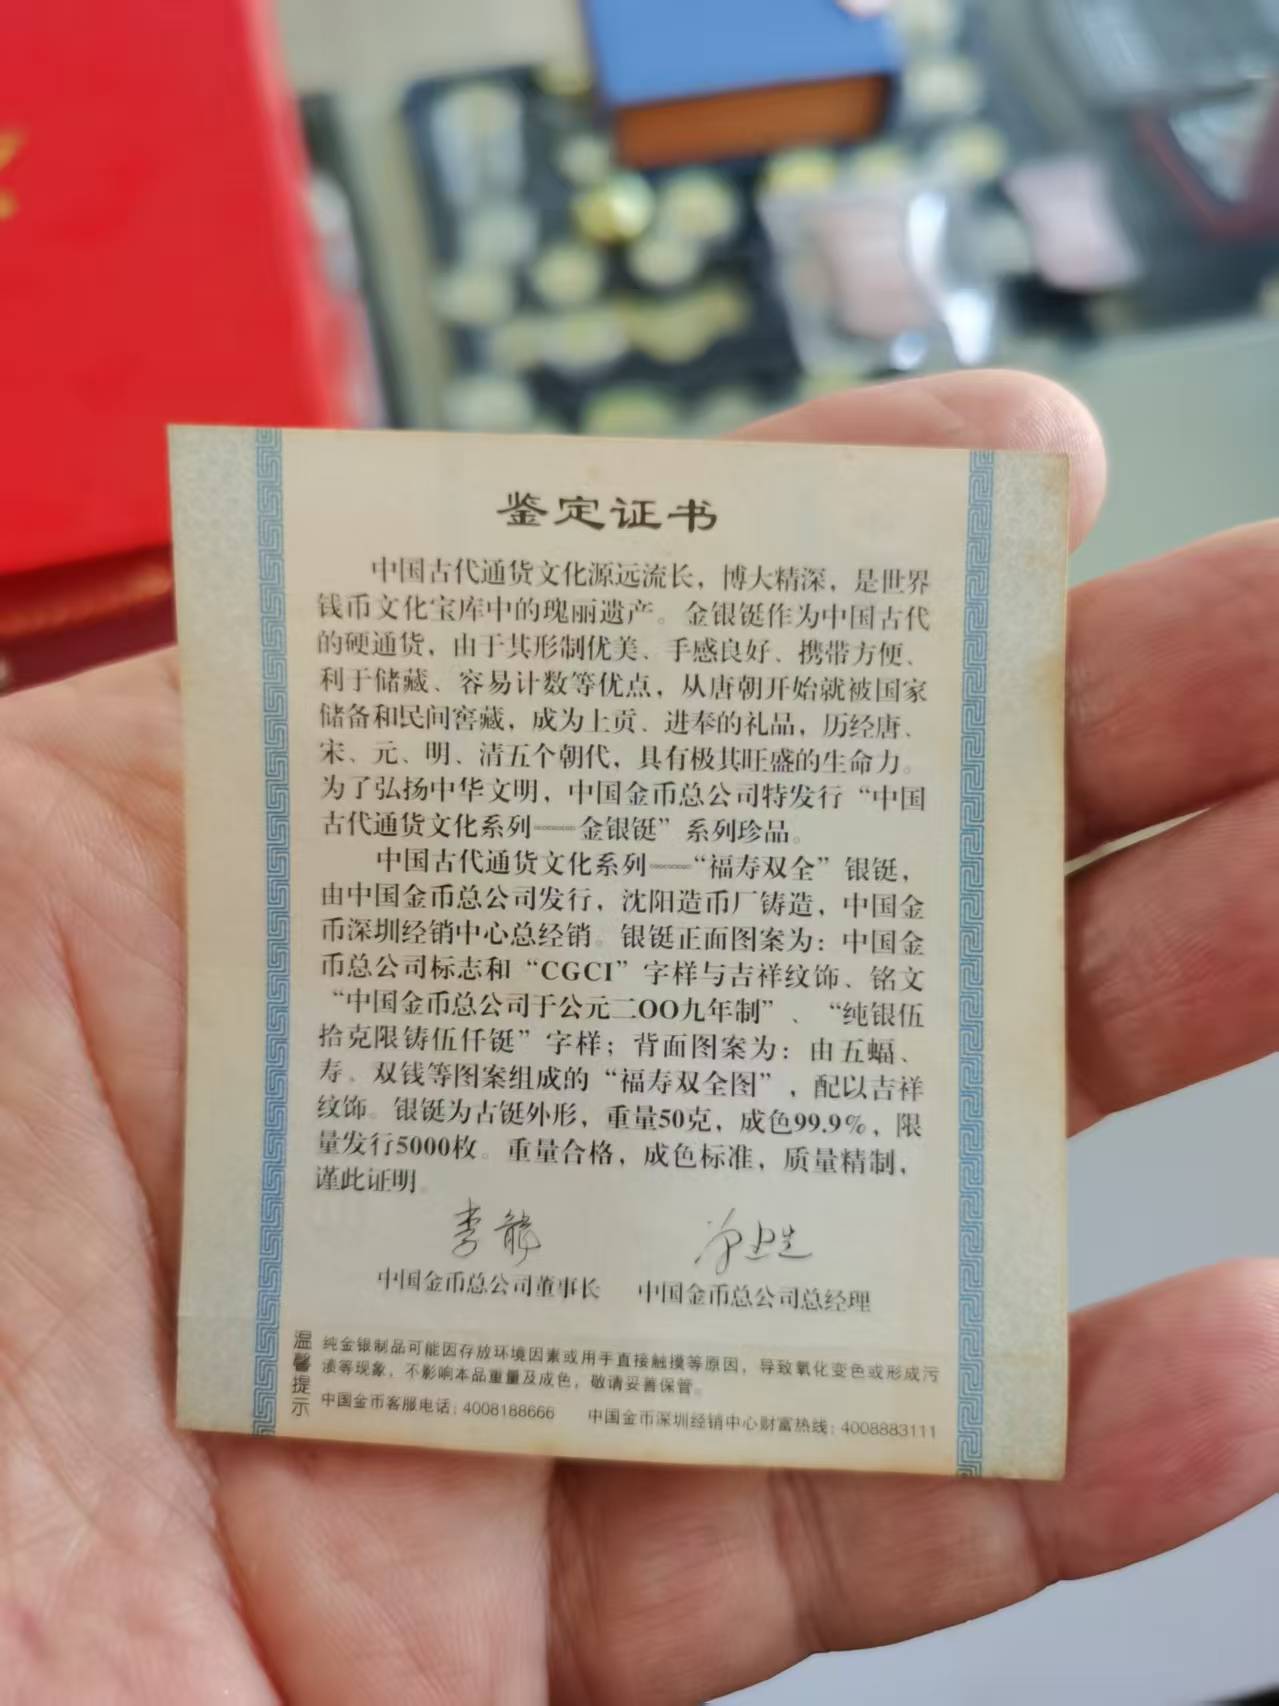 鉴定证书
中国古代通货文化源远流长，博大精深，是世界
钱币文化宝库中的瑰丽遗产。金银铤作为中国古代
的硬通货，由于其形制优美、手感良好、携带方便、
利于储藏、容易计数等优点，从唐朝开始就被国家
储备和民间窖藏，成为上贡、进奉的礼品，历经唐、
宋、元、明、清五个朝代，具有极其旺盛的生命力。
为了弘扬中华文明，中国金币总公司特发行“中国
古代通货文化系列——金银铤”系列珍品。
中国古代通货文化系列——“福寿双全”银铤，
由中国金币总公司发行，沈阳造币厂铸造，中国金
币深圳经销中心总经销。银铤正面图案为：中国金
币总公司标志和“CGCI”字样与吉祥纹饰、铭文
“中国金币总公司于公元二OO九年制”、“纯银伍
拾克限铸伍仟铤”字样；背面图案为：由五蝠、
寿、双钱等图案组成的“福寿双全图”，配以吉祥
纹饰。银铤为古铤外形，重量50克，成色99.9%，限
量发行5000枚。重量合格，成色标准，质量精制，
谨此证明。
中国金币总公司董事长 中国金币总公司总经理
温馨提示
纯金银制品可能因存放环境因素或用手直接触摸等原因，导致氧化变色或形成污
渍等现象，不影响本品重量及成色，敬请妥善保管。
中国金币客服电话：4008188666 中国金币深圳经销中心财富热线：4008883111